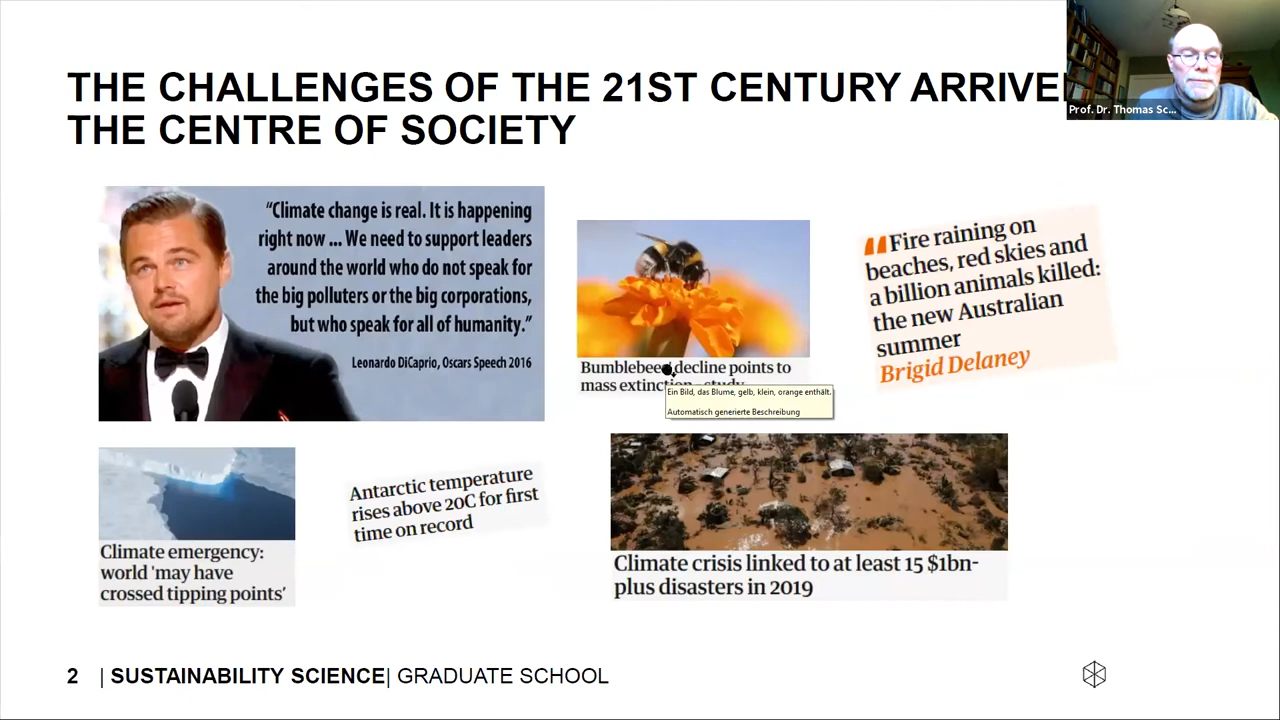 THE CHALLENGES OF THE 21ST CENTURY ARRIVE
THE CENTRE OF SOCIETY
Prof. Dr. Thomas Sc...
“Climate change is real. It is happening
right now ... We need to support leaders
around the world who do not speak for
the big polluters or the big corporations,
but who speak for all of humanity.”
Leonardo DiCaprio, Oscars Speech 2016
Bumblebees decline points to
mass extinction – study
Ein Bild, das Blume, gelb, klein, orange enthält.
Automatisch generierte Beschreibung
“Fire raining on
beaches, red skies and
a billion animals killed:
the new Australian
summer
Brigid Delaney
Climate emergency:
world 'may have
crossed tipping points’
Antarctic temperature
rises above 20C for first
time on record
Climate crisis linked to at least 15 $1bn-
plus disasters in 2019
2 | SUSTAINABILITY SCIENCE| GRADUATE SCHOOL